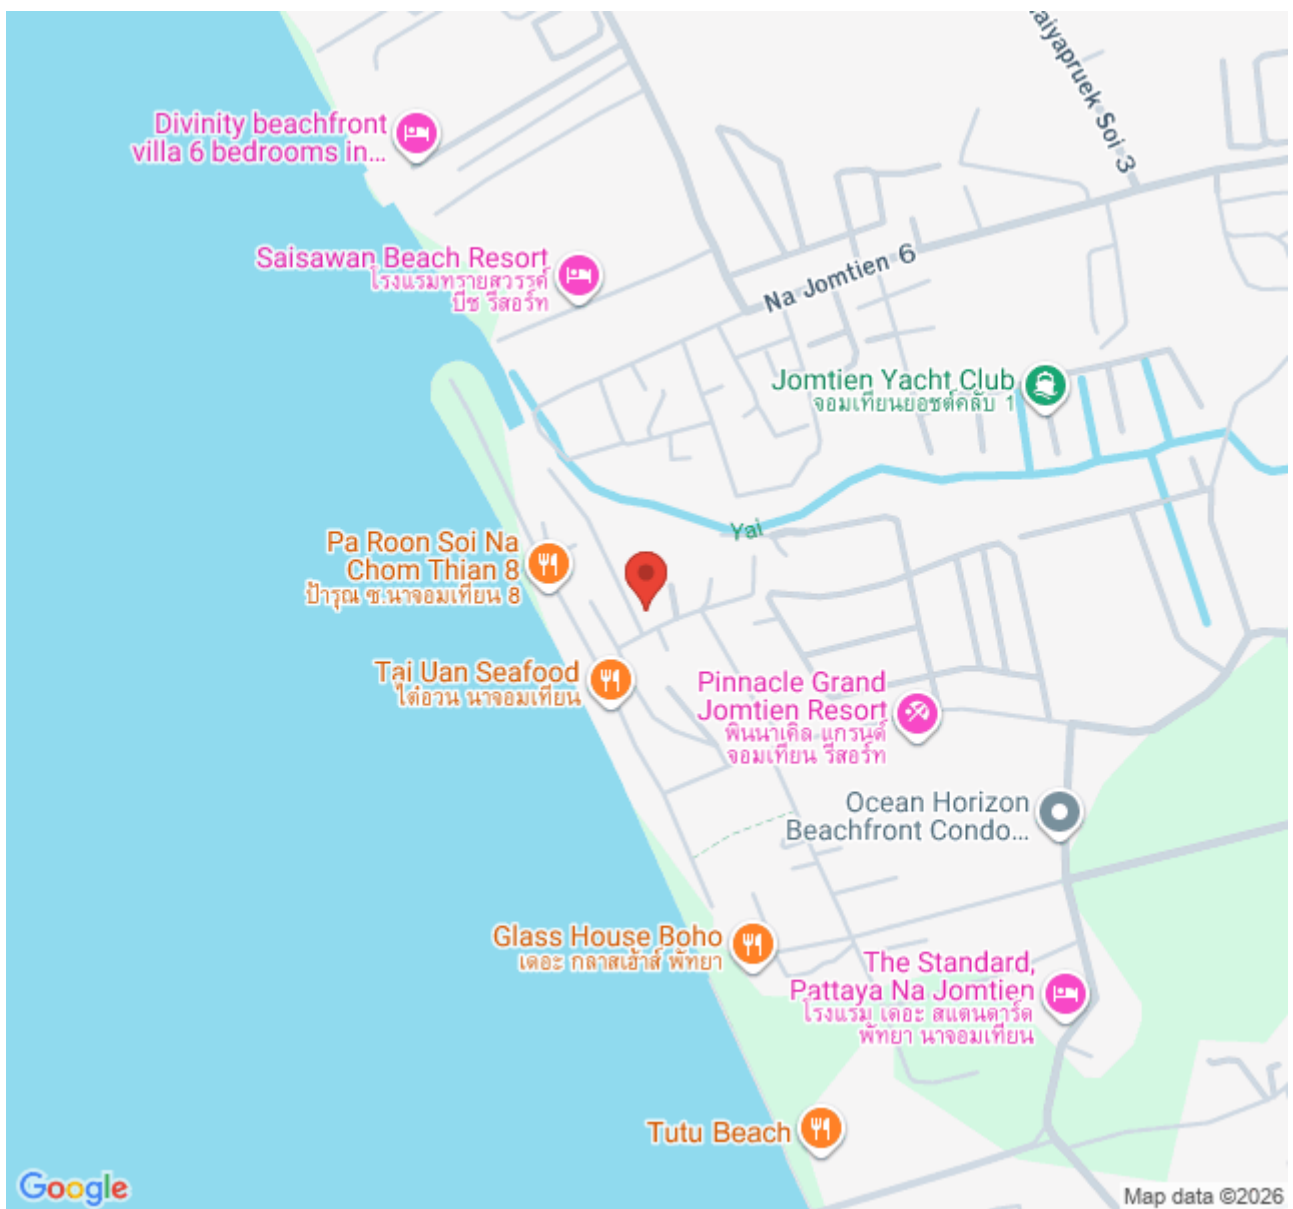 aiyapruek Soi 3
Divinity beachfront
villa 6 bedrooms in...
Saisawan Beach Resort
โรงแรมทรายสวรรค์
บีช รีสอร์ท
Na Jomtien 6
Jomtien Yacht Club
จอมเทียนยอชต์คลับ 1
Yai
Pa Roon Soi Na
Chom Thian 8
ป้ารุณ ซ.นาจอมเทียน 8
Tai Uan Seafood
ไต๋อวน นาจอมเทียน
Pinnacle Grand
Jomtien Resort
พินนาเคิล แกรนด์
จอมเทียน รีสอร์ท
Ocean Horizon
Beachfront Condo...
Glass House Boho
เดอะ กลาสเฮ้าส์ พัทยา
The Standard,
Pattaya Na Jomtien
โรงแรม เดอะ สแตนดาร์ด
พัทยา นาจอมเทียน
Tutu Beach
Google
Map data ©2026